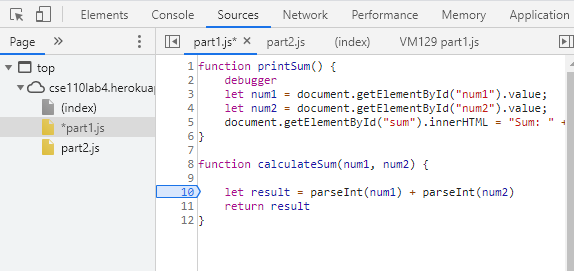 Elements Console Sources Network Performance Memory Application
Page part1.js* × part2.js (index) VM129 part1.js
top
cse110lab4.herokuap
(index)
*part1.js
part2.js
1 function printSum() {
2 debugger
3 let num1 = document.getElementById("num1").value;
4 let num2 = document.getElementById("num2").value;
5 document.getElementById("sum").innerHTML = "Sum: " +
6 }
7
8 function calculateSum(num1, num2) {
9
10 let result = parseInt(num1) + parseInt(num2)
11 return result
12 }